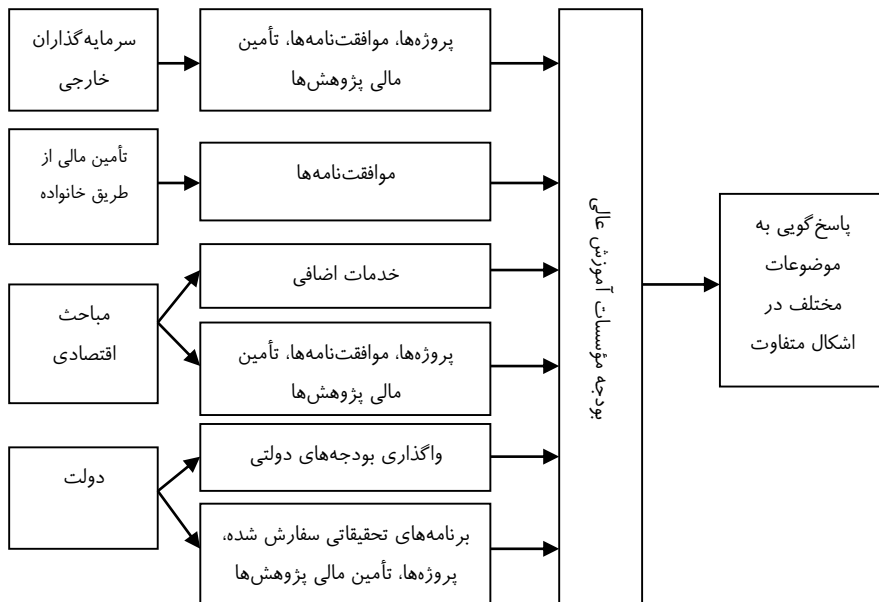 سرمایه‌گذاران
خارجی
پروژه‌ها، موافقت‌نامه‌ها، تأمین
مالی پژوهش‌ها
تأمین مالی از
طریق خانواده
موافقت‌نامه‌ها
مباحث
اقتصادی
خدمات اضافی
پروژه‌ها، موافقت‌نامه‌ها، تأمین
مالی پژوهش‌ها
دولت
واگذاری بودجه‌های دولتی
برنامه‌های تحقیقاتی سفارش شده،
پروژه‌ها، تأمین مالی پژوهش‌ها
بودجه مؤسسات آموزش عالی
پاسخ‌گویی به
موضوعات
مختلف در
اشکال متفاوت